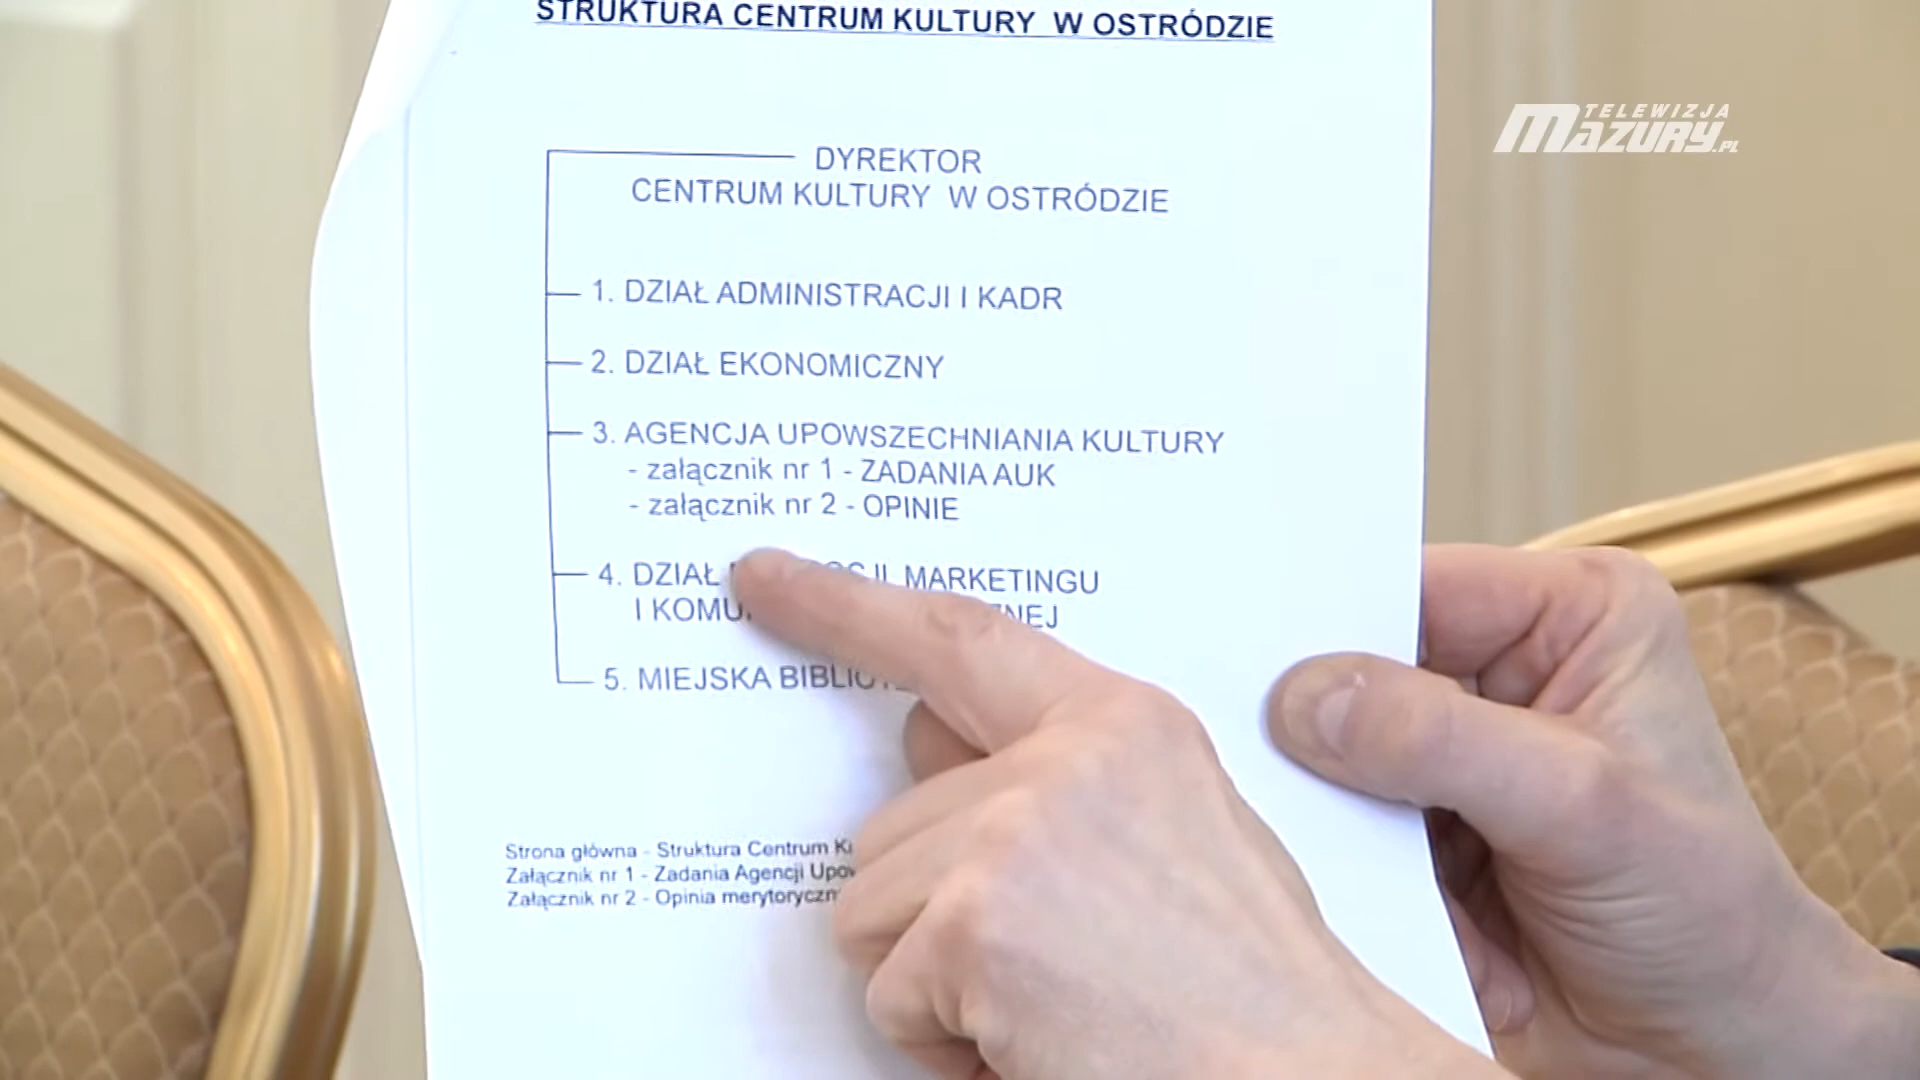 STRUKTURA CENTRUM KULTURY W OSTRÓDZIE
TELEWIZJA
MAZURY.PL
DYREKTOR
CENTRUM KULTURY W OSTRÓDZIE
1. DZIAŁ ADMINISTRACJI I KADR
2. DZIAŁ EKONOMICZNY
3. AGENCJA UPOWSZECHNIANIA KULTURY
- załącznik nr 1 - ZADANIA AUK
- załącznik nr 2 - OPINIE
4. DZIAŁ MARKETINGU
I
5. MIEJSKA
Strona główna - Struktura Centrum
Załącznik nr 1 - Zadania Agencji
Załącznik nr 2 - Opinia